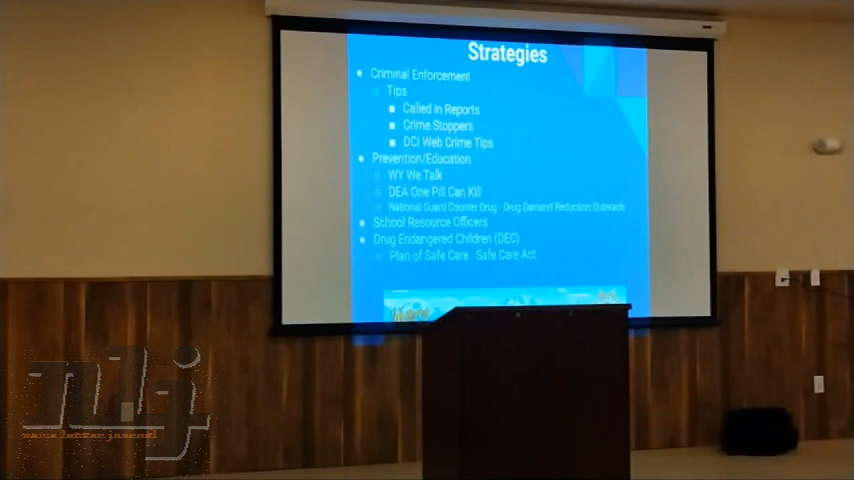 Strategies
Criminal Enforcement
Tips
Called in Reports
Crime Stoppers
DCI Web Crime Tips
Prevention/Education
WY We Talk
DEA One Pill Can Kill
National Guard Counter Drug - Drug Demand Reduction Outreach
School Resource Officers
Drug Endangered Children (DEC)
Plan of Safe Care - Safe Care Act
nlj